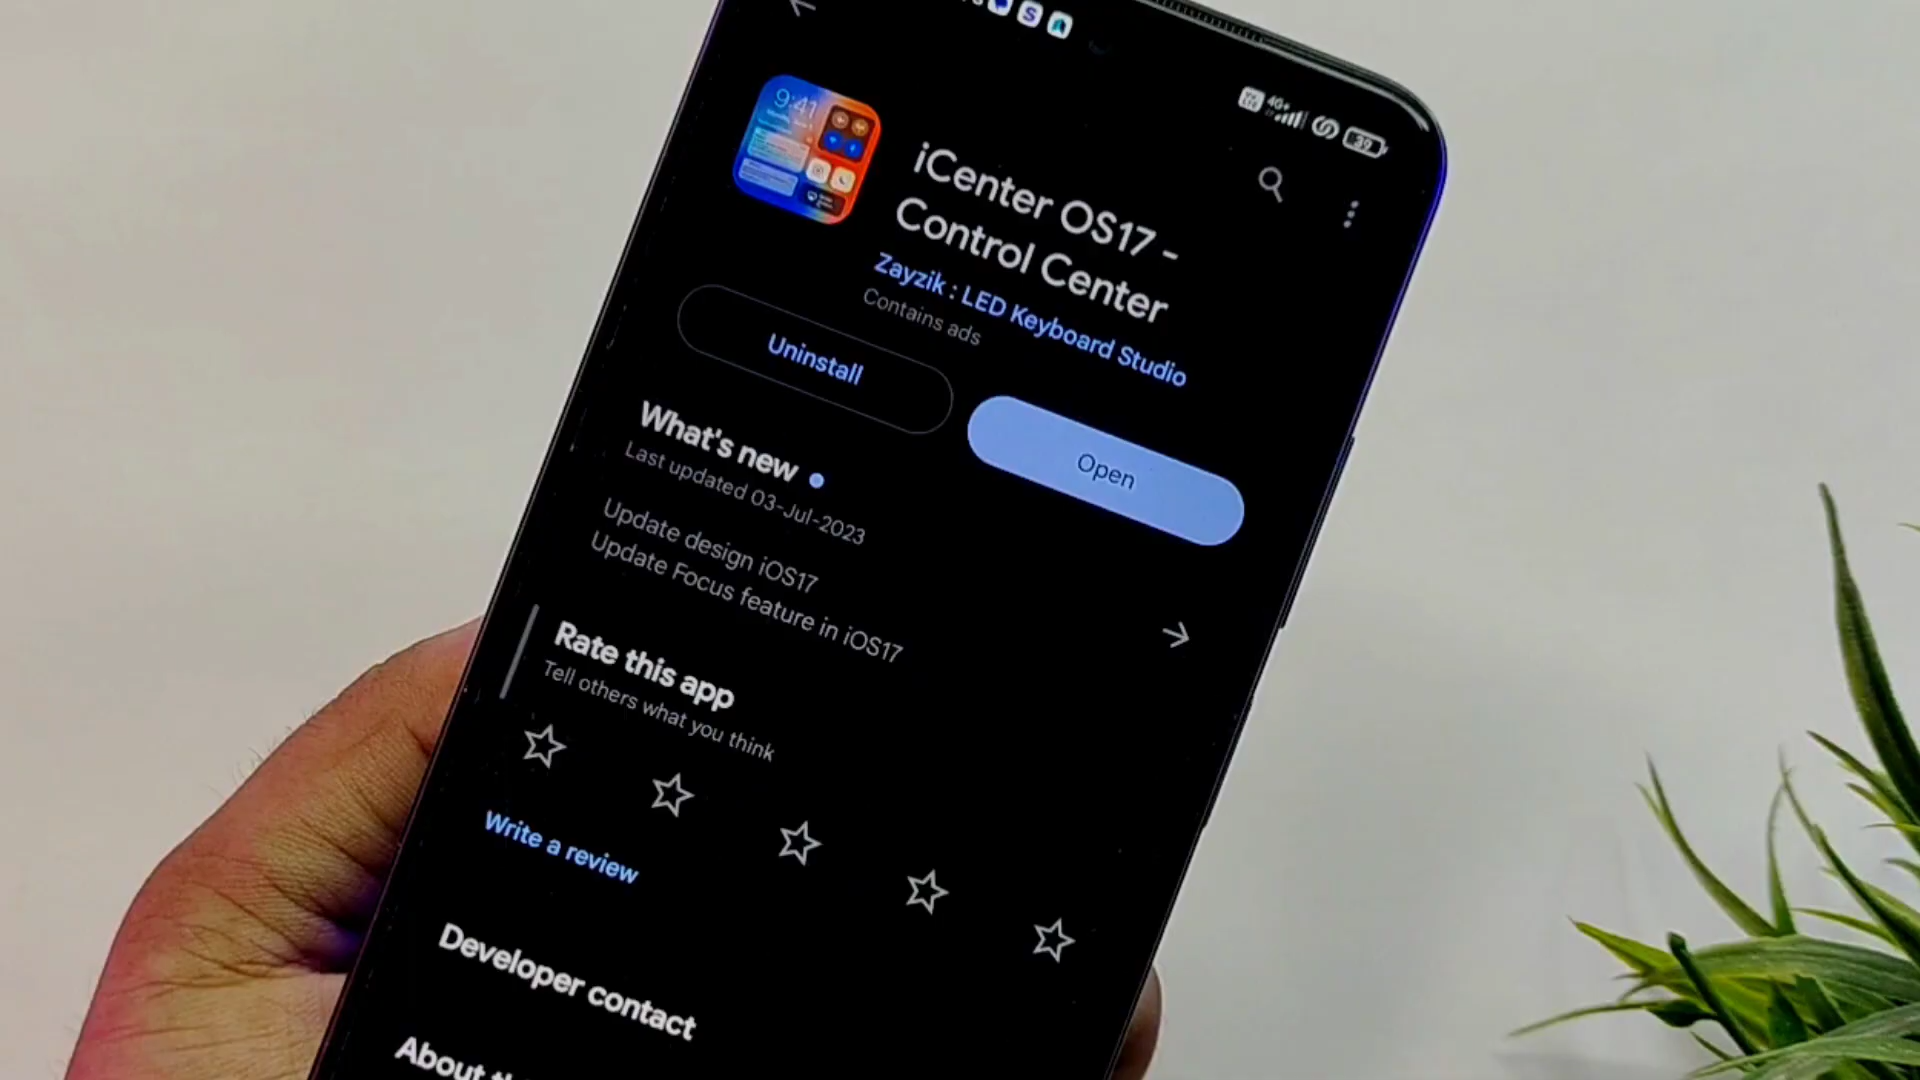 4G+
39
9:41
iCenter OS17 -
Control Center
Zayzik : LED Keyboard Studio
Contains ads
Uninstall
Open
What's new
Last updated 03-Jul-2023
Update design iOS17
Update Focus feature in iOS17
Rate this app
Tell others what you think
Write a review
Developer contact
About